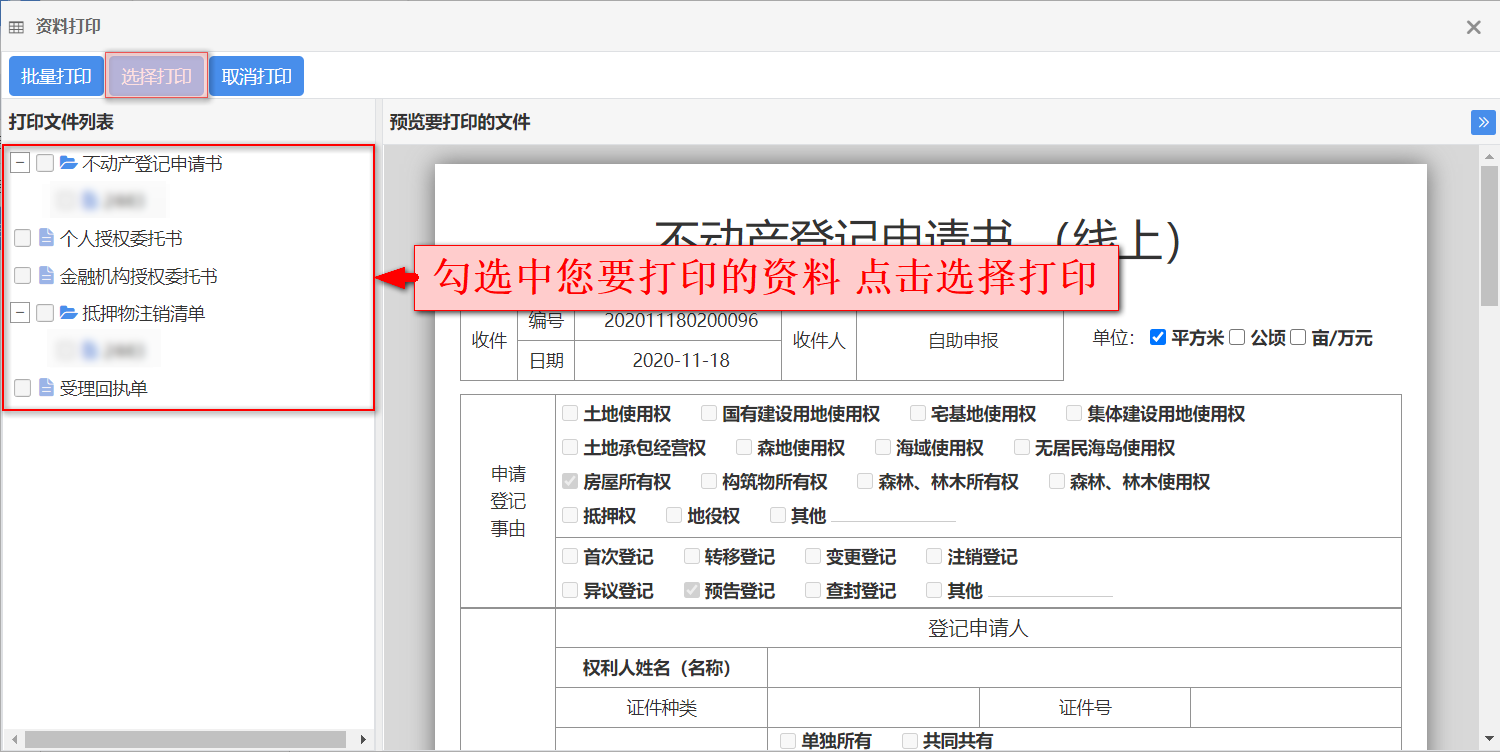 资料打印
批量打印 选择打印 取消打印
打印文件列表
预览要打印的文件
不动产登记申请书
个人授权委托书
金融机构授权委托书
抵押物注销清单
受理回执单
不动产登记申请书 （线上）
勾选中您要打印的资料 点击选择打印
收件 编号 202011180200096 收件人 自助申报
日期 2020-11-18
单位： 平方米 公顷 亩/万元
申请登记事由
土地使用权 国有建设用地使用权 宅基地使用权 集体建设用地使用权
土地承包经营权 森地使用权 海域使用权 无居民海岛使用权
房屋所有权 构筑物所有权 森林、林木所有权 森林、林木使用权
抵押权 地役权 其他
首次登记 转移登记 变更登记 注销登记
异议登记 预告登记 查封登记 其他
登记申请人
权利人姓名（名称）
证件种类 证件号
单独所有 共同共有